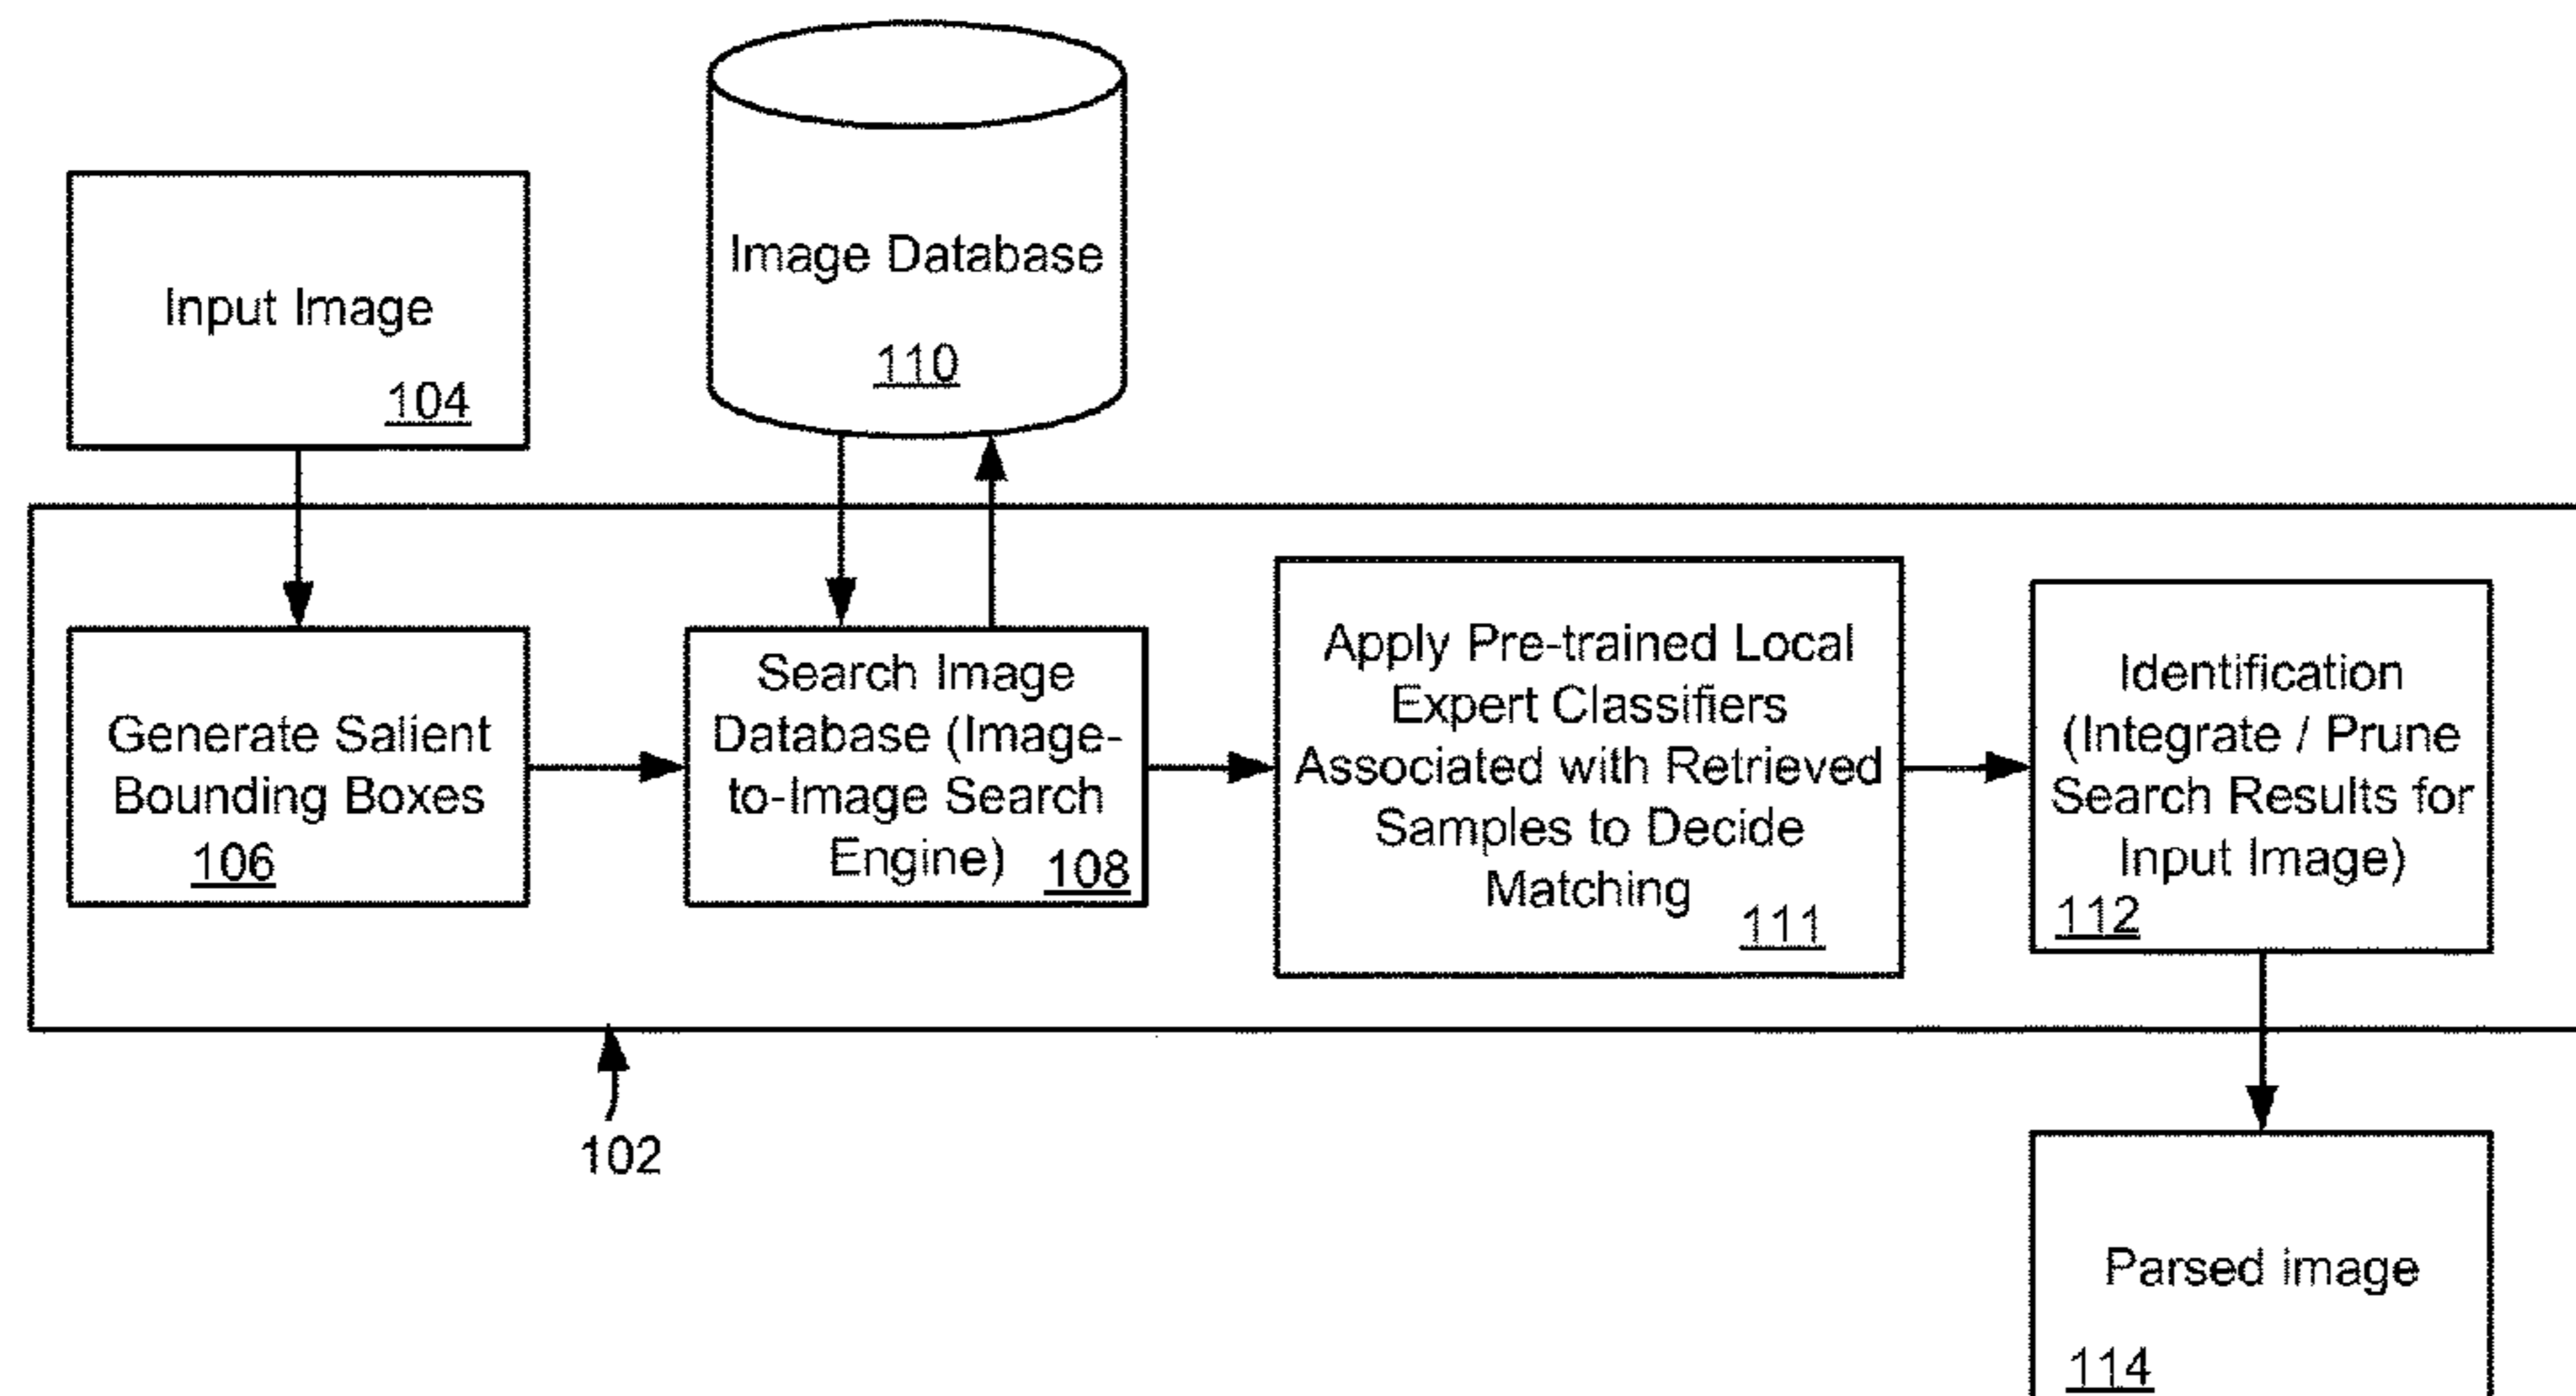 Input Image
104
Image Database
110
Generate Salient
Bounding Boxes
106
Search Image
Database (Image-
to-Image Search
Engine)
108
Apply Pre-trained Local
Expert Classifiers
Associated with Retrieved
Samples to Decide
Matching
111
Identification
(Integrate / Prune
Search Results for
Input Image)
112
102
Parsed image
114